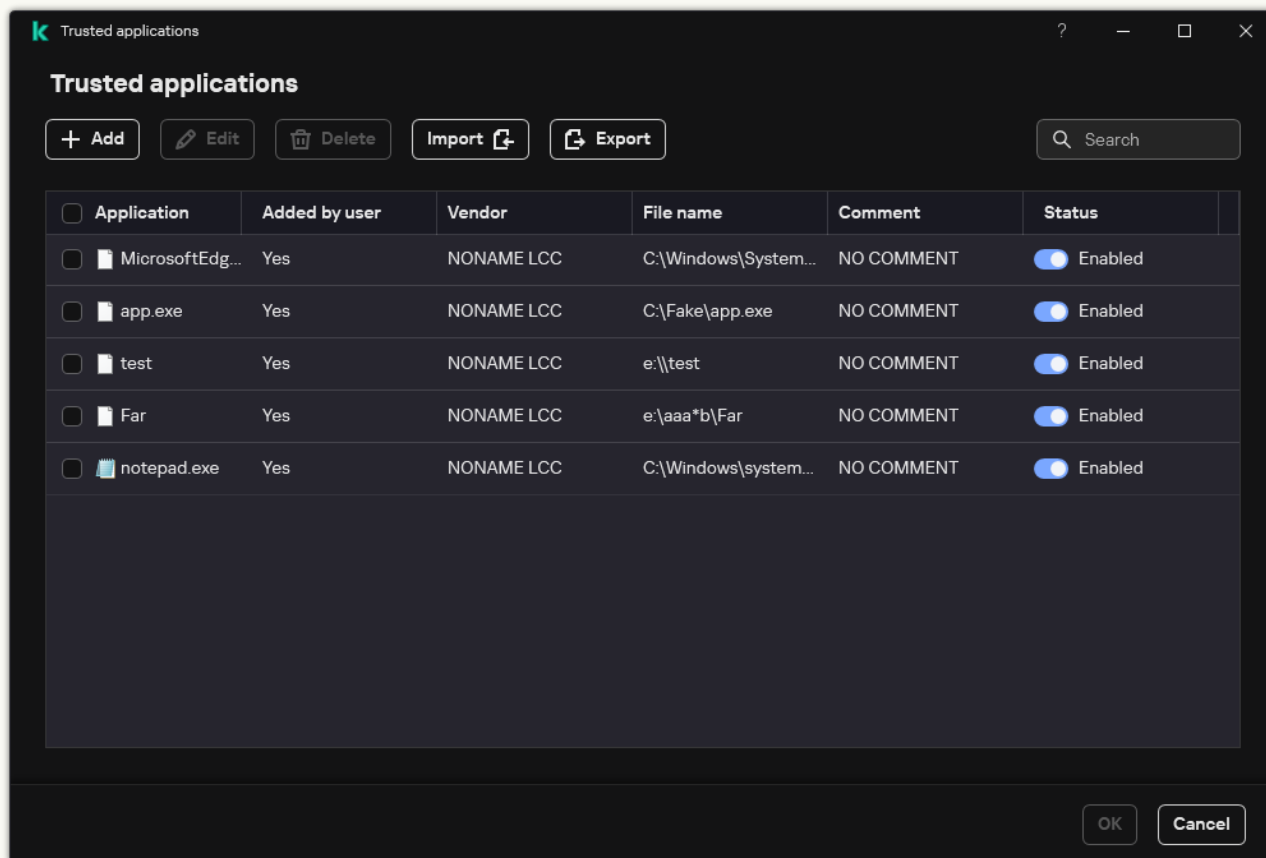 Trusted applications
?
Trusted applications
Add Edit Delete Import Export Search
Application Added by user Vendor File name Comment Status
MicrosoftEdg... Yes NONAME LCC C:\Windows\System... NO COMMENT Enabled
app.exe Yes NONAME LCC C:\Fake\app.exe NO COMMENT Enabled
test Yes NONAME LCC e:\\test NO COMMENT Enabled
Far Yes NONAME LCC e:\aaa*b\Far NO COMMENT Enabled
notepad.exe Yes NONAME LCC C:\Windows\system... NO COMMENT Enabled
OK Cancel